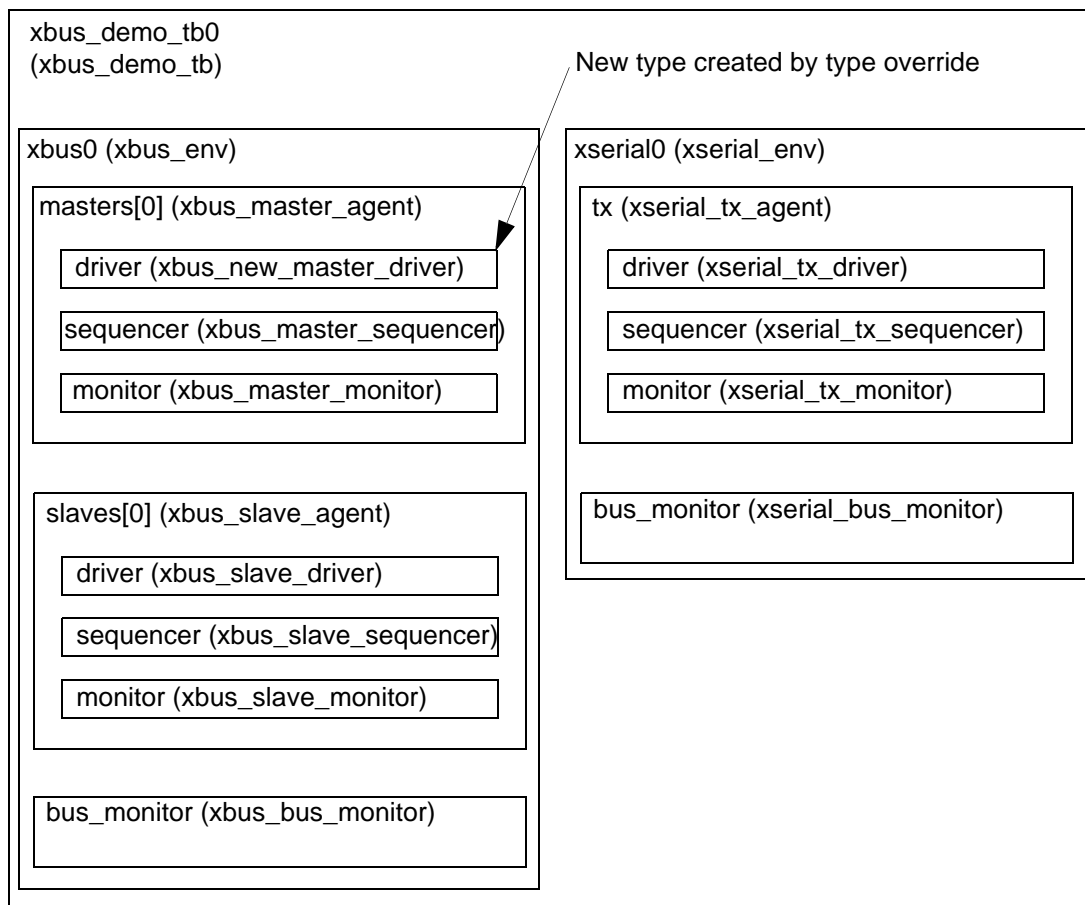 xbus_demo_tb0
(xbus_demo_tb)
New type created by type override
xbus0 (xbus_env)
masters[0] (xbus_master_agent)
driver (xbus_new_master_driver)
sequencer (xbus_master_sequencer)
monitor (xbus_master_monitor)
slaves[0] (xbus_slave_agent)
driver (xbus_slave_driver)
sequencer (xbus_slave_sequencer)
monitor (xbus_slave_monitor)
bus_monitor (xbus_bus_monitor)
xserial0 (xserial_env)
tx (xserial_tx_agent)
driver (xserial_tx_driver)
sequencer (xserial_tx_sequencer)
monitor (xserial_tx_monitor)
bus_monitor (xserial_bus_monitor)